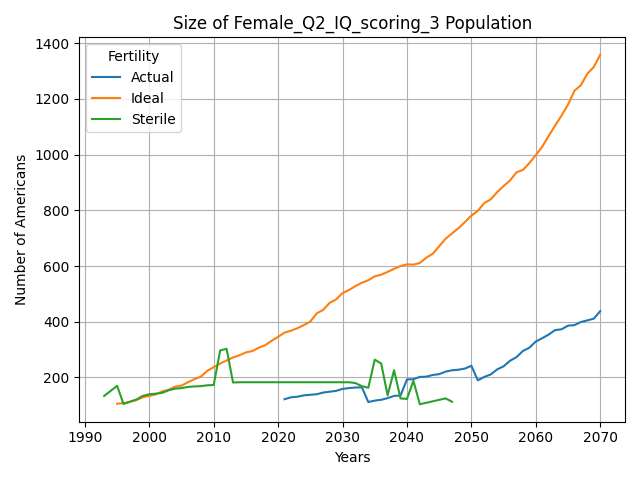 Size of Female_Q2_IQ_scoring_3 Population
Number of Americans
1400
1200
1000
800
600
400
200
Fertility
Actual
Ideal
Sterile
1990 2000 2010 2020 2030 2040 2050 2060 2070
Years